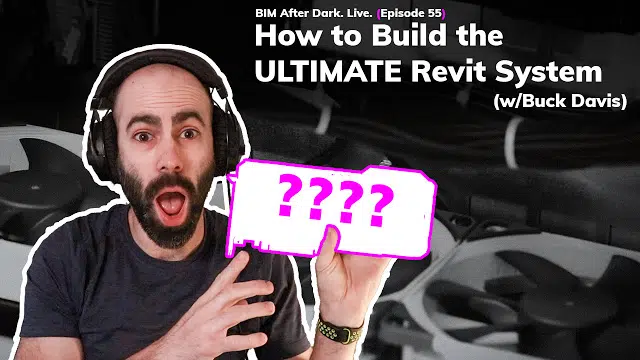 BIM After Dark. Live. (Episode 55)
How to Build the
ULTIMATE Revit System
(w/Buck Davis)
????